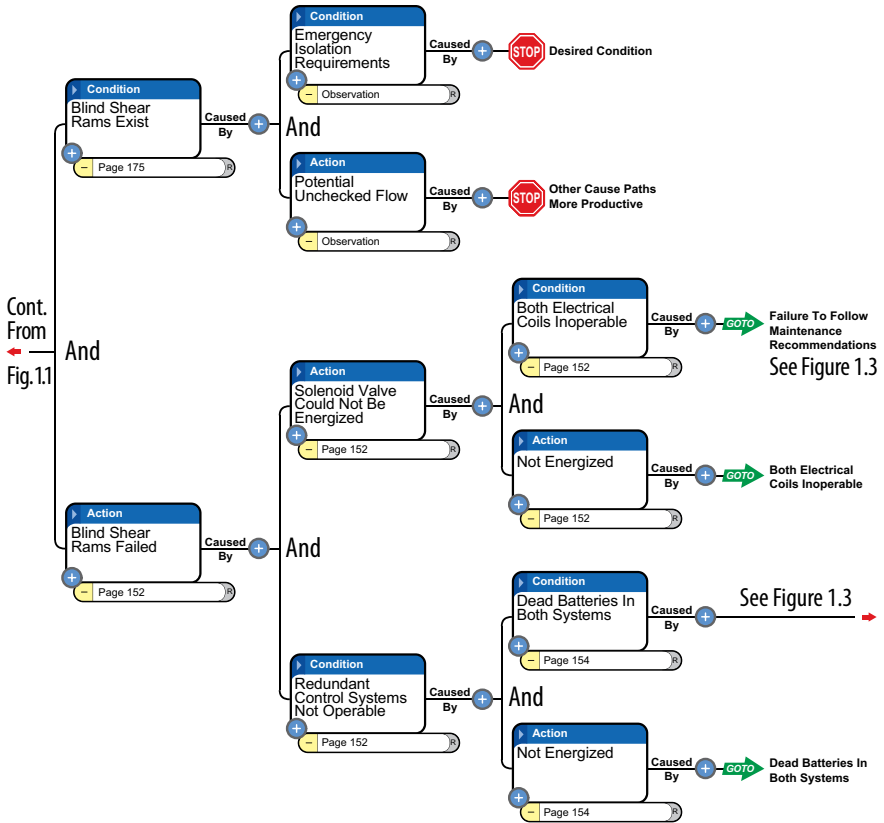 Condition
Emergency
Isolation
Requirements
– Observation R
Caused
By
+
STOP
Desired Condition
Condition
Blind Shear
Rams Exist
+
– Page 175 R
Caused
By
+
And
Action
Potential
Unchecked Flow
+
– Observation R
Caused
By
+
STOP
Other Cause Paths
More Productive
Cont.
From
Fig.1.1
And
Condition
Both Electrical
Coils Inoperable
+
– Page 152 R
Caused
By
+
GOTO
Failure To Follow
Maintenance
Recommendations
See Figure 1.3
Action
Solenoid Valve
Could Not Be
Energized
+
– Page 152 R
Caused
By
+
And
Action
Not Energized
+
– Page 152 R
Caused
By
+
GOTO
Both Electrical
Coils Inoperable
Action
Blind Shear
Rams Failed
+
– Page 152 R
Caused
By
+
And
Condition
Dead Batteries In
Both Systems
+
– Page 154 R
Caused
By
+
See Figure 1.3
Condition
Redundant
Control Systems
Not Operable
+
– Page 152 R
Caused
By
+
And
Action
Not Energized
+
– Page 154 R
Caused
By
+
GOTO
Dead Batteries In
Both Systems